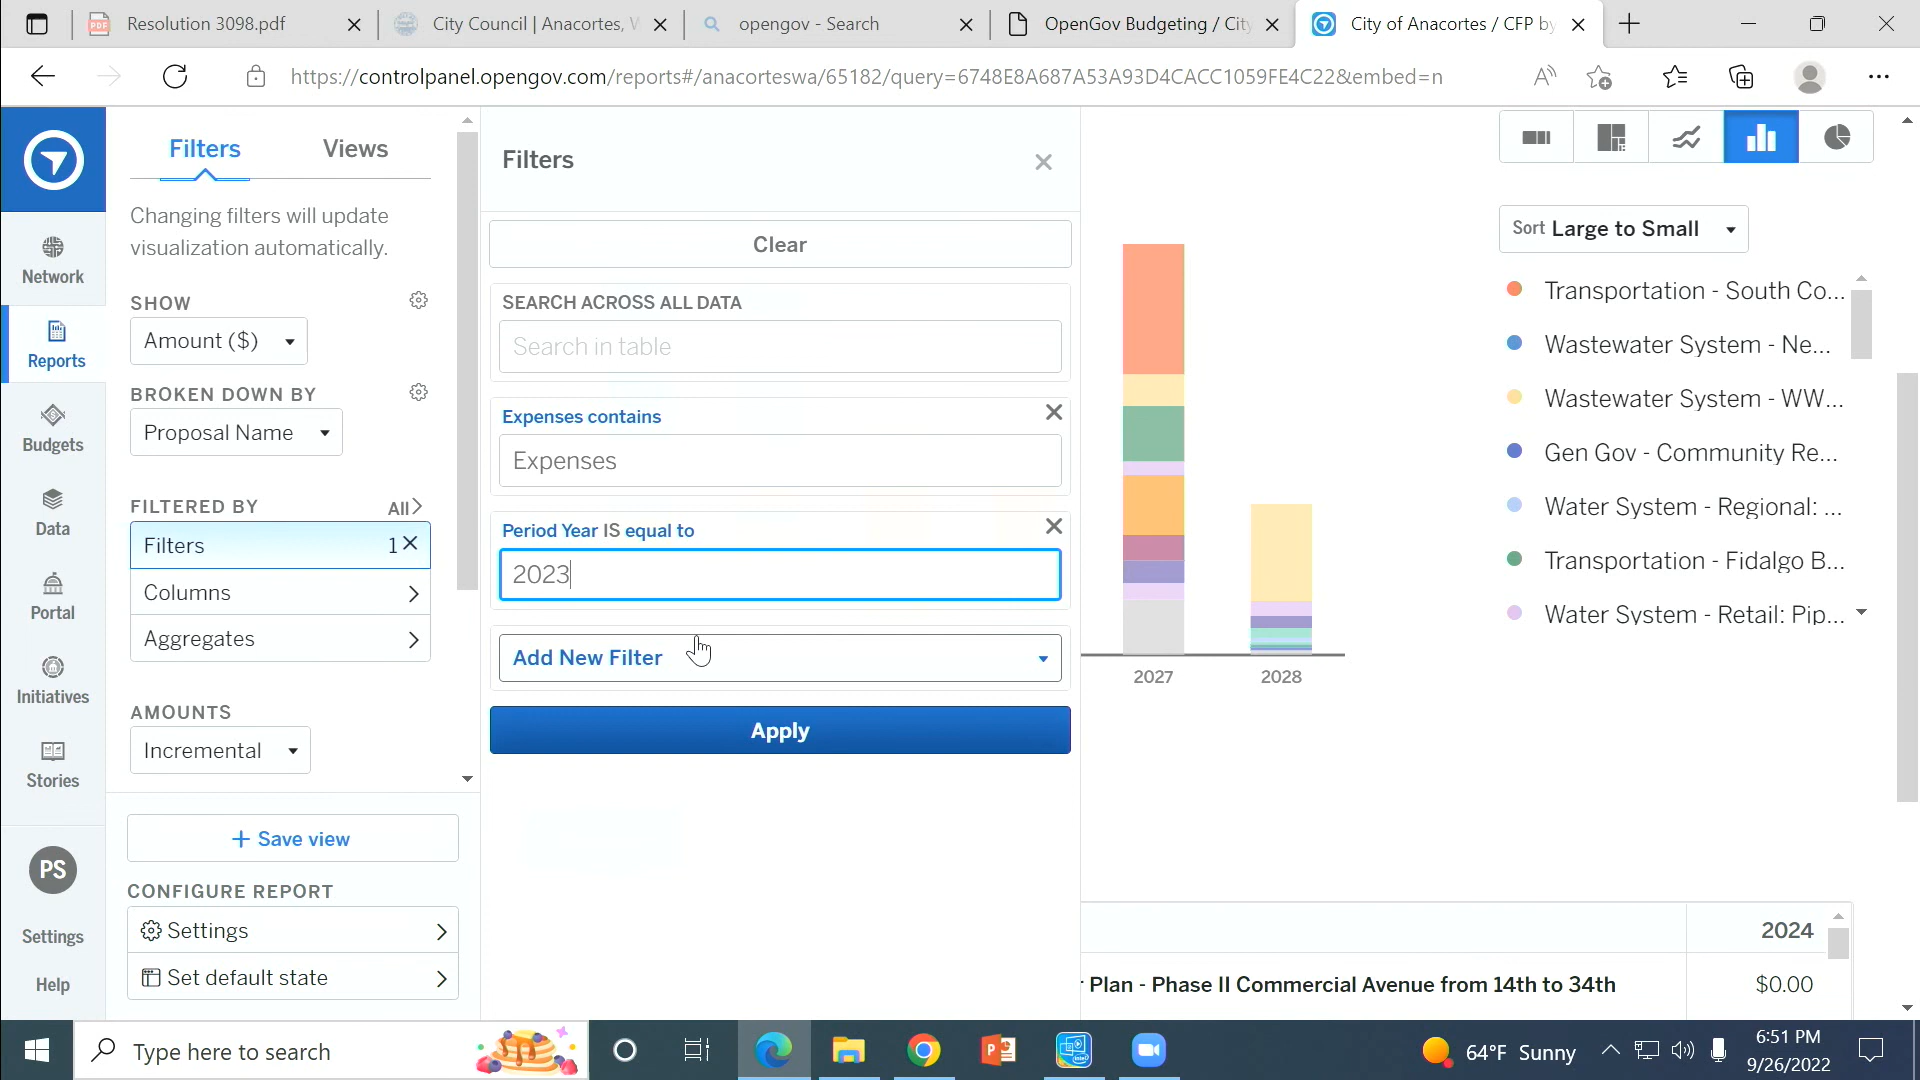 Resolution 3098.pdf
City Council | Anacortes, W
opengov - Search
OpenGov Budgeting / City
City of Anacortes / CFP by
https://controlpanel.opengov.com/reports#/anacorteswa/65182/query=6748E8A687A53A93D4CACC1059FE4C22&embed=n
Network
Reports
Budgets
Data
Portal
Initiatives
Stories
PS
Settings
Help
Filters
Views
Changing filters will update
visualization automatically.
SHOW
Amount ($)
BROKEN DOWN BY
Proposal Name
FILTERED BY
All
Filters 1
Columns
Aggregates
AMOUNTS
Incremental
Save view
CONFIGURE REPORT
Settings
Set default state
Filters
Clear
SEARCH ACROSS ALL DATA
Search in table
Expenses contains
Expenses
Period Year IS equal to
2023
Add New Filter
Apply
2027
2028
Sort Large to Small
Transportation - South Co...
Wastewater System - Ne...
Wastewater System - WW...
Gen Gov - Community Re...
Water System - Regional: ...
Transportation - Fidalgo B...
Water System - Retail: Pip...
2024
Plan - Phase II Commercial Avenue from 14th to 34th
$0.00
Type here to search
64°F Sunny
6:51 PM
9/26/2022